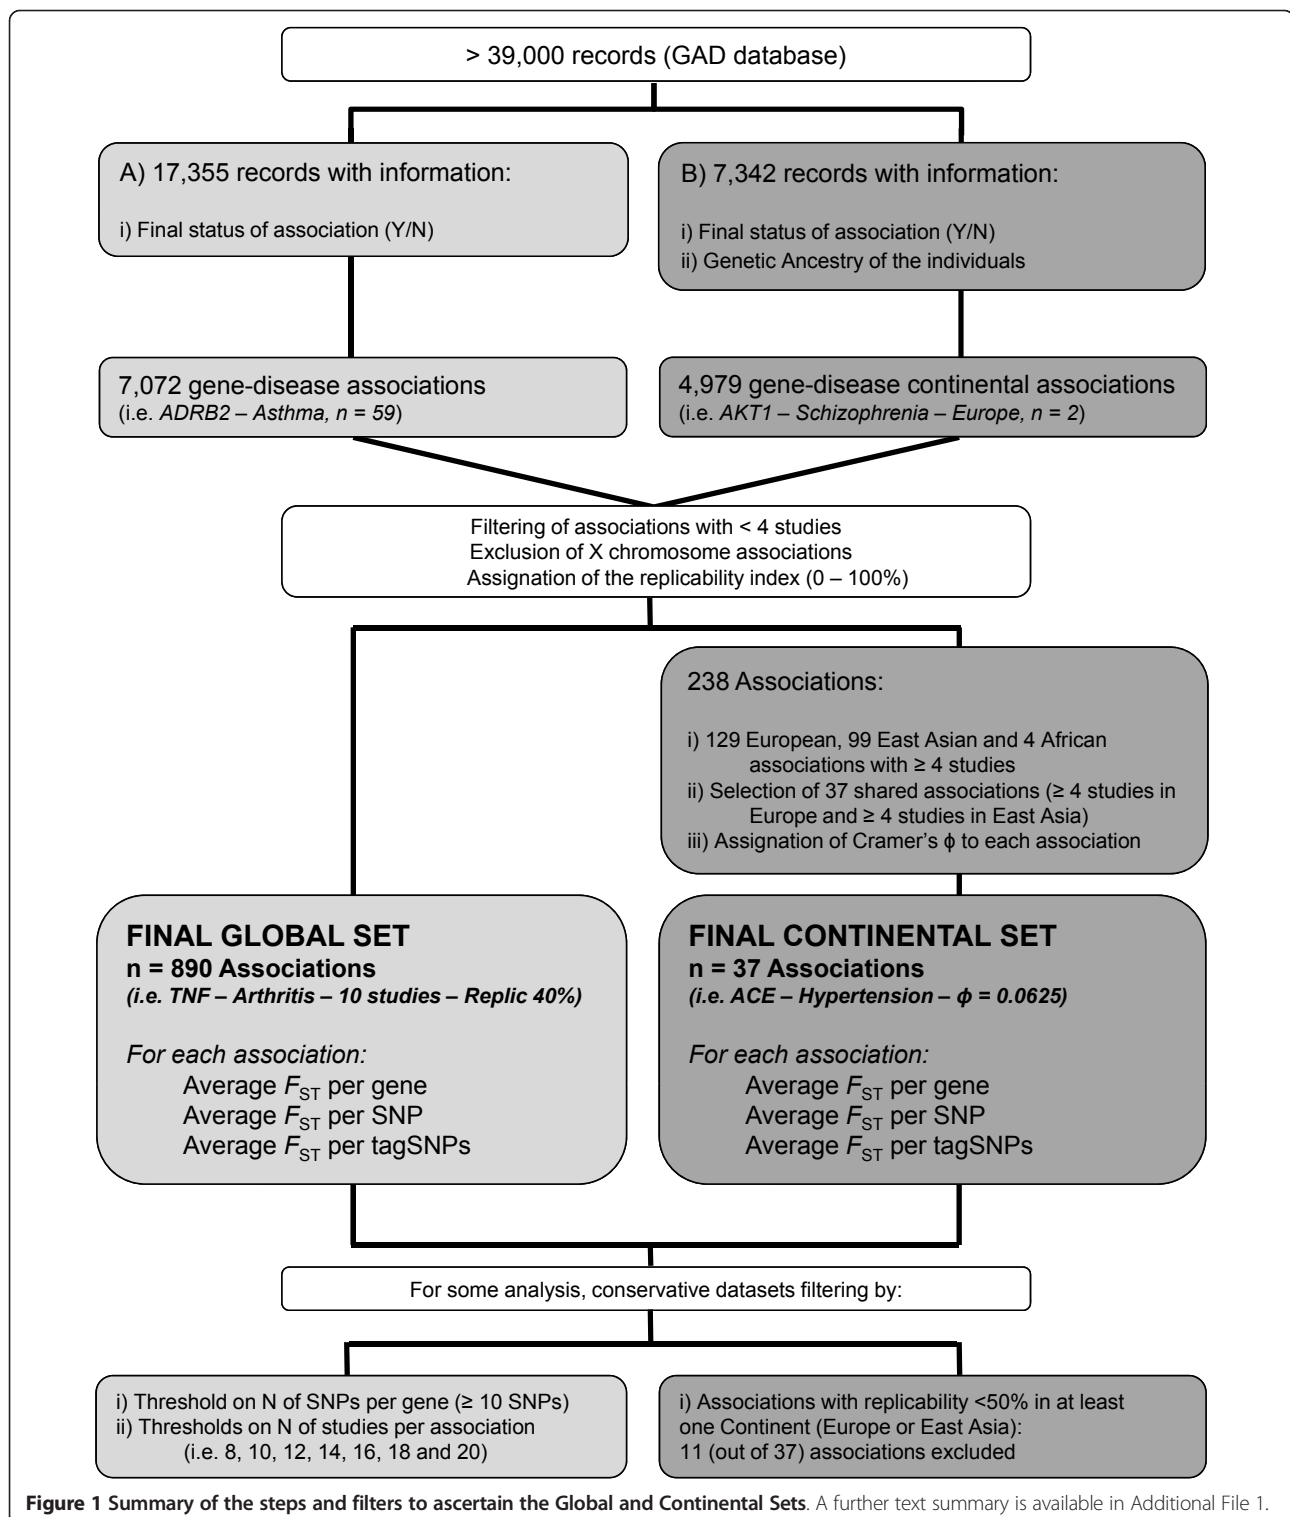 > 39,000 records (GAD database)
A) 17,355 records with information:
i) Final status of association (Y/N)
B) 7,342 records with information:
i) Final status of association (Y/N)
ii) Genetic Ancestry of the individuals
7,072 gene-disease associations
(i.e. ADRB2 – Asthma, n = 59)
4,979 gene-disease continental associations
(i.e. AKT1 – Schizophrenia – Europe, n = 2)
Filtering of associations with < 4 studies
Exclusion of X chromosome associations
Assignation of the replicability index (0 – 100%)
238 Associations:
i) 129 European, 99 East Asian and 4 African
associations with ≥ 4 studies
ii) Selection of 37 shared associations (≥ 4 studies in
Europe and ≥ 4 studies in East Asia)
iii) Assignation of Cramer's ϕ to each association
FINAL GLOBAL SET
n = 890 Associations
(i.e. TNF – Arthritis – 10 studies – Replic 40%)
For each association:
Average FST per gene
Average FST per SNP
Average FST per tagSNPs
FINAL CONTINENTAL SET
n = 37 Associations
(i.e. ACE – Hypertension – ϕ = 0.0625)
For each association:
Average FST per gene
Average FST per SNP
Average FST per tagSNPs
For some analysis, conservative datasets filtering by:
i) Threshold on N of SNPs per gene (≥ 10 SNPs)
ii) Thresholds on N of studies per association
(i.e. 8, 10, 12, 14, 16, 18 and 20)
i) Associations with replicability <50% in at least
one Continent (Europe or East Asia):
11 (out of 37) associations excluded
Figure 1 Summary of the steps and filters to ascertain the Global and Continental Sets. A further text summary is available in Additional File 1.